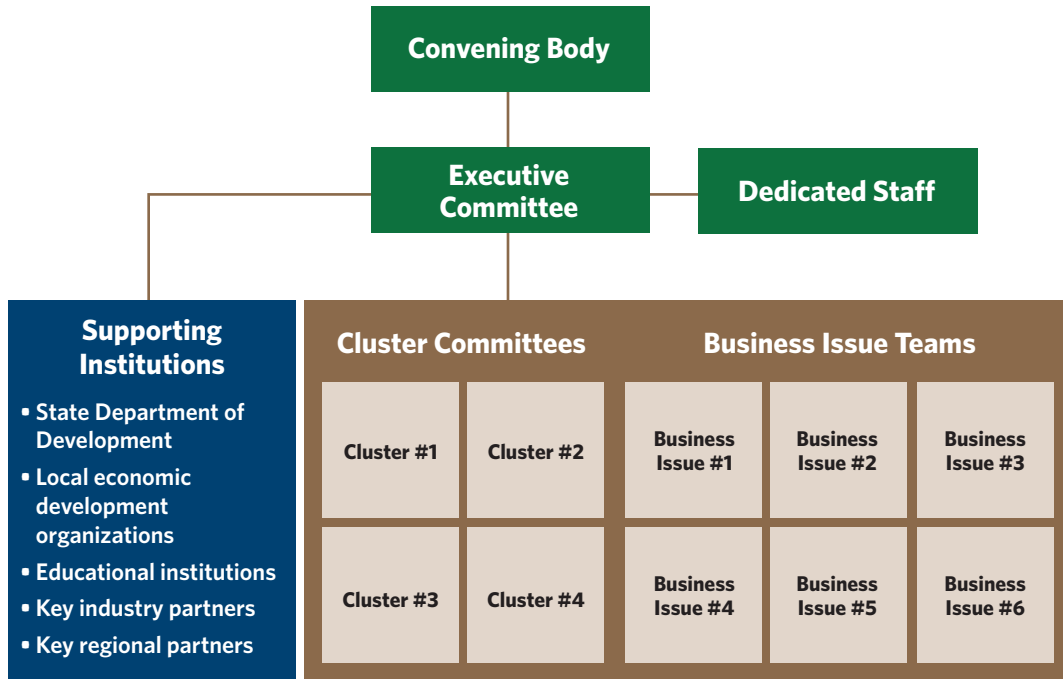 Convening Body
Executive
Committee
Dedicated Staff
Supporting
Institutions
▪ State Department of
Development
▪ Local economic
development
organizations
▪ Educational institutions
▪ Key industry partners
▪ Key regional partners
Cluster Committees
Cluster #1
Cluster #2
Cluster #3
Cluster #4
Business Issue Teams
Business
Issue #1
Business
Issue #2
Business
Issue #3
Business
Issue #4
Business
Issue #5
Business
Issue #6